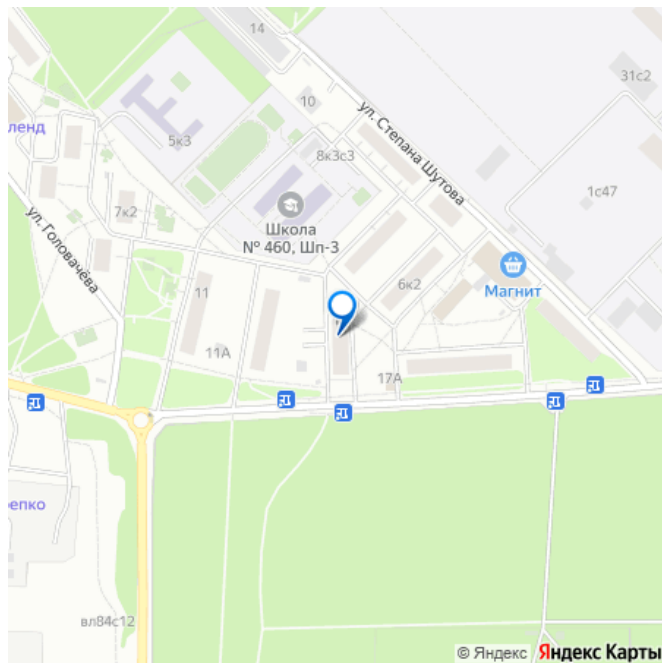 14
31с2
10
ул. Степана Шутова
ленд
5к3
8к3с3
1с47
Школа
№ 460, Шп-3
7к2
ул. Головачёва
6к2
Магнит
11
11А
17А
репко
вл84с12
© Яндекс Яндекс Карты